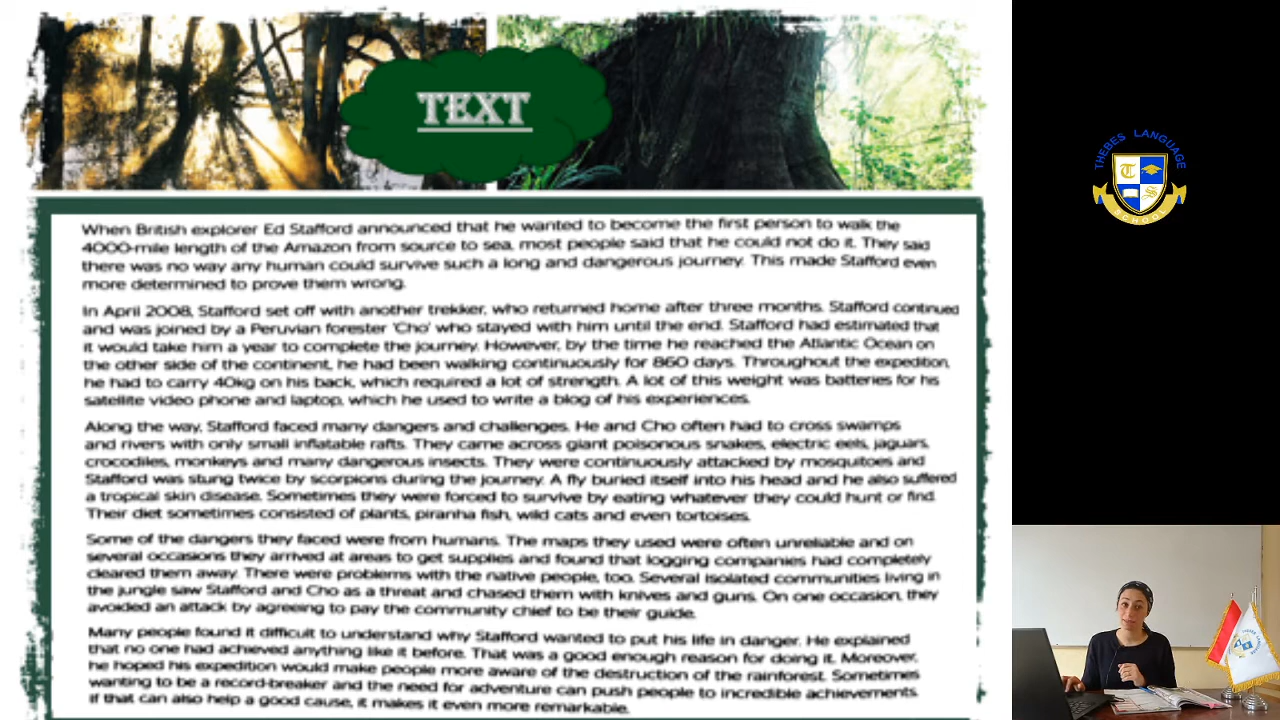 TEXT
THEBES LANGUAGE
T
S
SCHOOL
When British explorer Ed Stafford announced that he wanted to become the first person to walk the
4000-mile length of the Amazon from source to sea, most people said that he could not do it. They said
there was no way any human could survive such a long and dangerous journey. This made Stafford even
more determined to prove them wrong.
In April 2008, Stafford set off with another trekker, who returned home after three months. Stafford continued
and was joined by a Peruvian forester 'Cho' who stayed with him until the end. Stafford had estimated that
it would take him a year to complete the journey. However, by the time he reached the Atlantic Ocean on
the other side of the continent, he had been walking continuously for 860 days. Throughout the expedition,
he had to carry 40kg on his back, which required a lot of strength. A lot of this weight was batteries for his
satellite video phone and laptop, which he used to write a blog of his experiences.
Along the way, Stafford faced many dangers and challenges. He and Cho often had to cross swamps
and rivers with only small inflatable rafts. They came across giant poisonous snakes, electric eels, jaguars,
crocodiles, monkeys and many dangerous insects. They were continuously attacked by mosquitoes and
Stafford was stung twice by scorpions during the journey. A fly buried itself into his head and he also suffered
a tropical skin disease. Sometimes they were forced to survive by eating whatever they could hunt or find.
Their diet sometimes consisted of plants, piranha fish, wild cats and even tortoises.
Some of the dangers they faced were from humans. The maps they used were often unreliable and on
several occasions they arrived at areas to get supplies and found that logging companies had completely
cleared them away. There were problems with the native people, too. Several isolated communities living in
the jungle saw Stafford and Cho as a threat and chased them with knives and guns. On one occasion, they
avoided an attack by agreeing to pay the community chief to be their guide.
Many people found it difficult to understand why Stafford wanted to put his life in danger. He explained
that no one had achieved anything like it before. That was a good enough reason for doing it. Moreover,
he hoped his expedition would make people more aware of the destruction of the rainforest. Sometimes
wanting to be a record-breaker and the need for adventure can push people to incredible achievements.
If that can also help a good cause, it makes it even more remarkable.